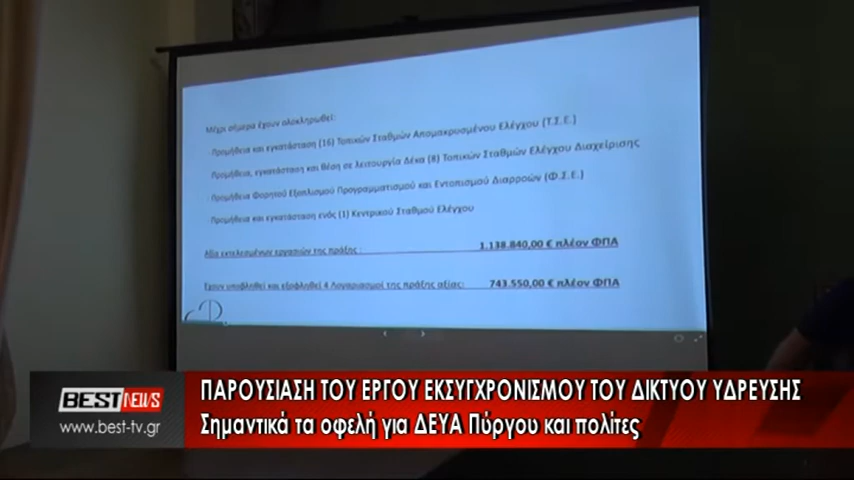 Μέχρι σήμερα έχουν ολοκληρωθεί:
Προμήθεια και εγκατάσταση (16) Τοπικών Σταθμών Απομακρυσμένου Ελέγχου (Τ.Σ.Ε.)
Προμήθεια, εγκατάσταση και θέση σε λειτουργία Δέκα (8) Τοπικών Σταθμών Ελέγχου Διαχείρισης
Προμήθεια Φορητού Εξοπλισμού Προγραμματισμού και Εντοπισμού Διαρροών (Φ.Σ.Ε.)
Προμήθεια και εγκατάσταση ενός (1) Κεντρικού Σταθμού Ελέγχου
Αξία εκτελεσμένων εργασιών της πράξης : 1.138.840,00 € πλέον ΦΠΑ
Έχουν υποβληθεί και εξοφληθεί 4 Λογαριασμοί της πράξης αξίας: 743.550,00 € πλέον ΦΠΑ
BEST NEWS
www.best-tv.gr
ΠΑΡΟΥΣΙΑΣΗ ΤΟΥ ΕΡΓΟΥ ΕΚΣΥΓΧΡΟΝΙΣΜΟΥ ΤΟΥ ΔΙΚΤΥΟΥ ΥΔΡΕΥΣΗΣ
Σημαντικά τα οφελή για ΔΕΥΑ Πύργου και πολίτες